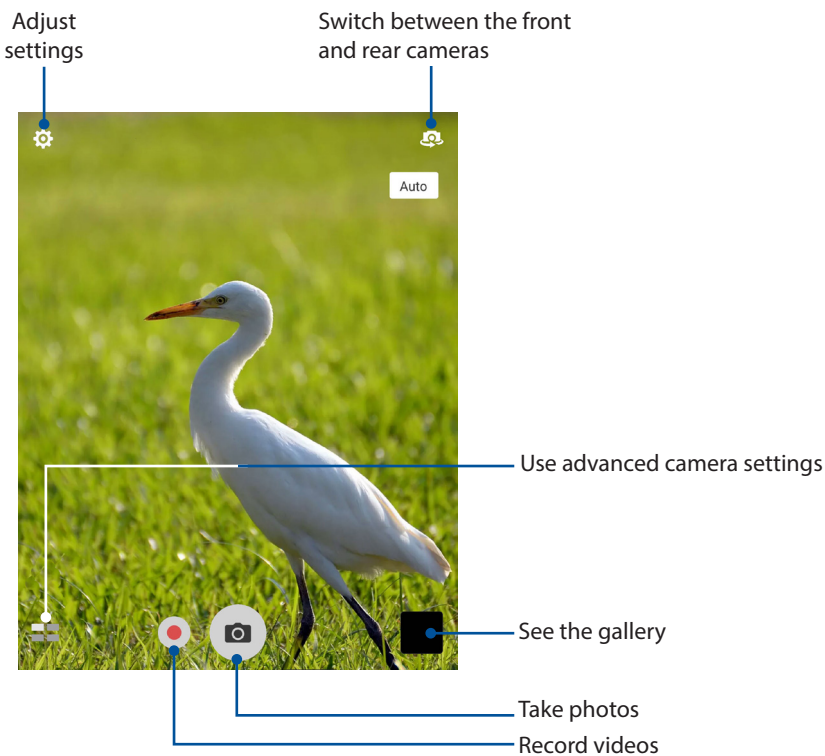 Adjust
settings
Switch between the front
and rear cameras
Auto
Use advanced camera settings
See the gallery
Take photos
Record videos